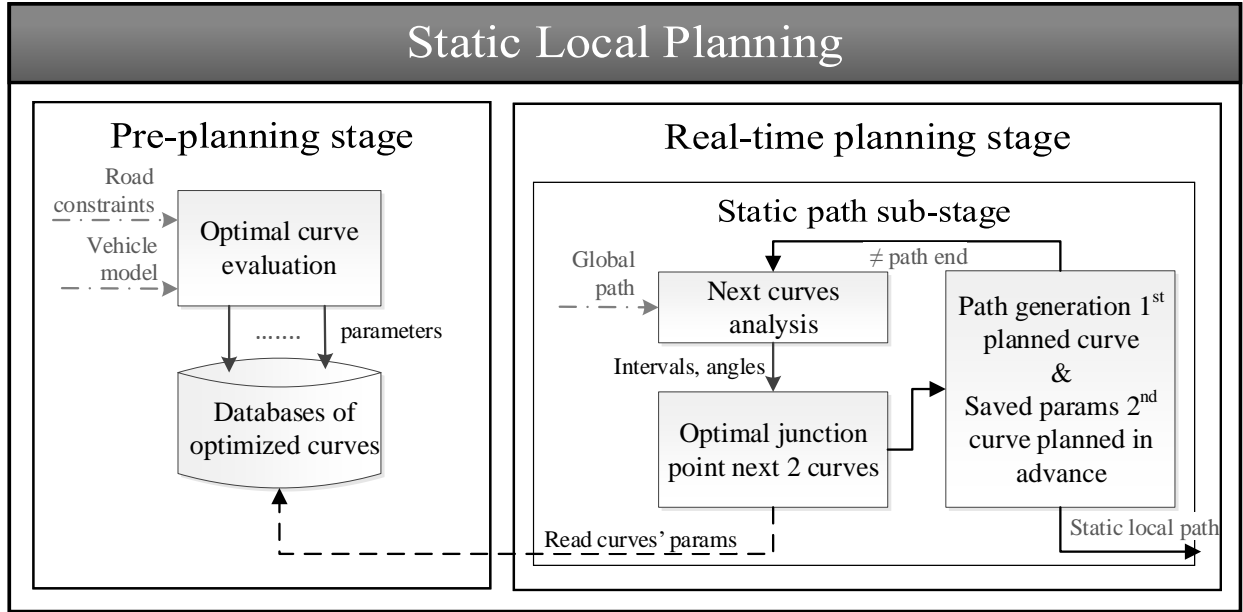 Static Local Planning
Pre-planning stage
Road
constraints
Vehicle
model
Optimal curve
evaluation
.......
parameters
Databases of
optimized curves
Real-time planning stage
Static path sub-stage
Global
path
≠ path end
Next curves
analysis
Intervals, angles
Optimal junction
point next 2 curves
Path generation 1st
planned curve
&
Saved params 2nd
curve planned in
advance
Read curves' params
Static local path